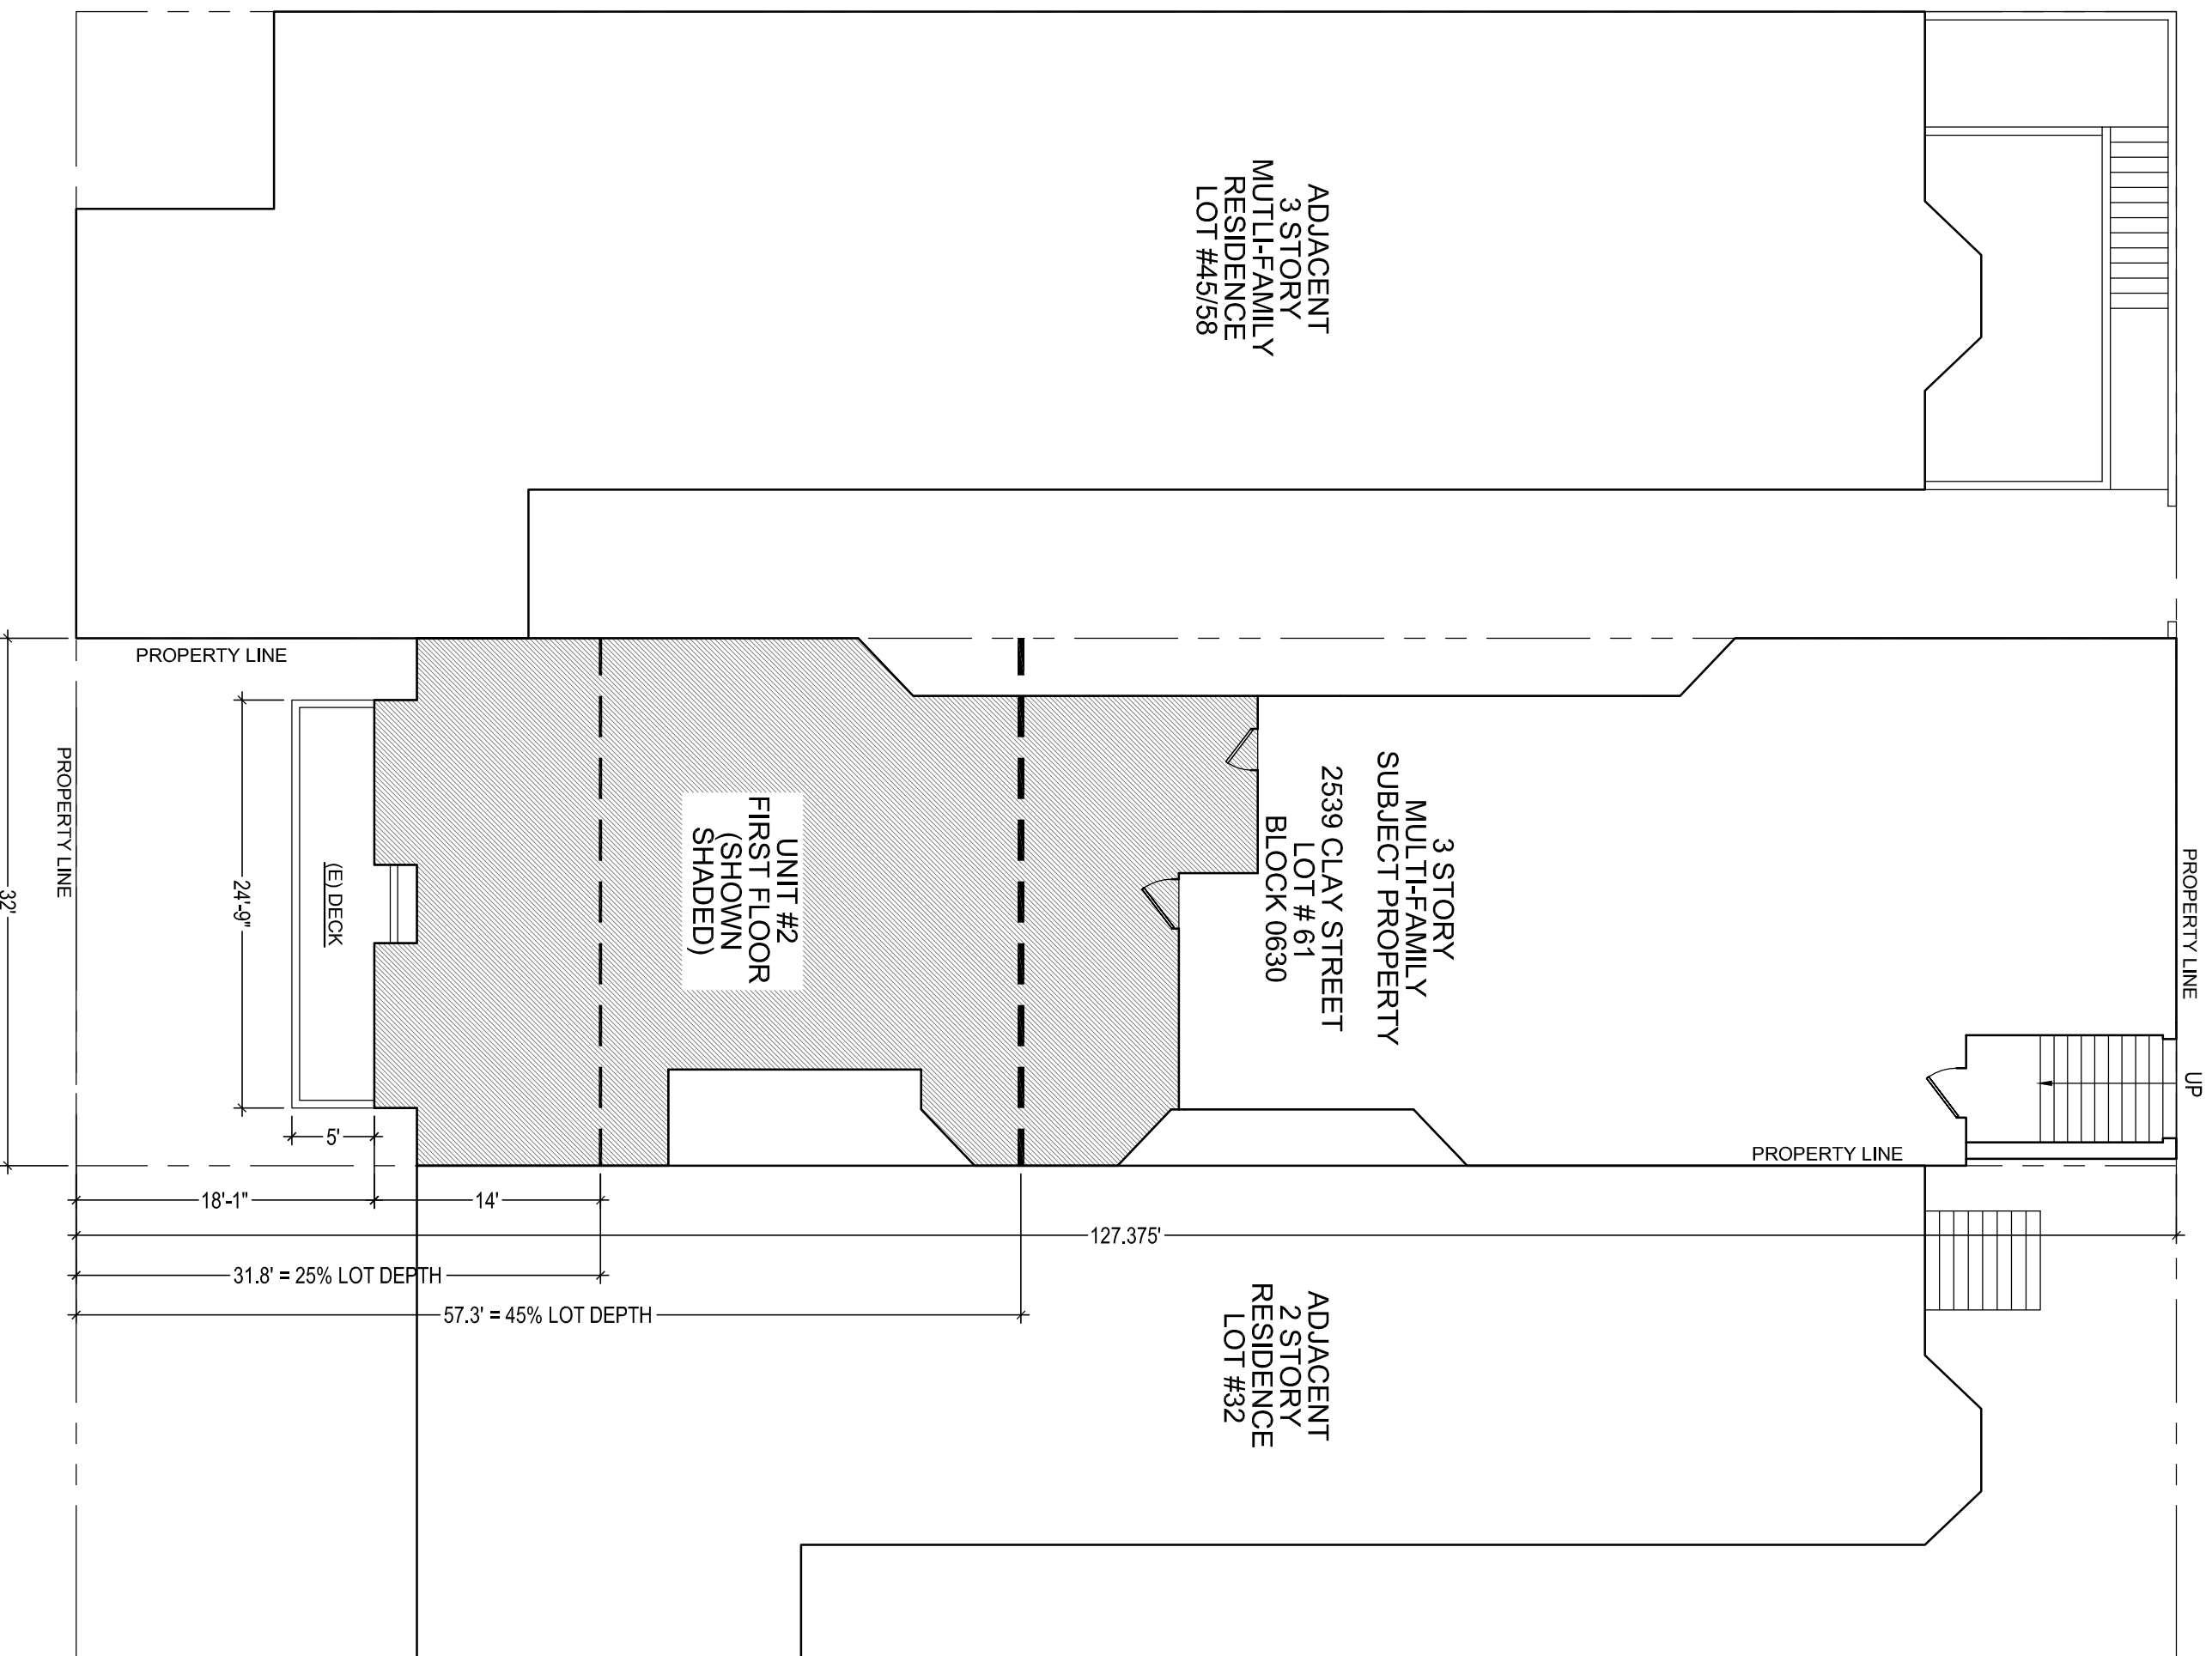 ADJACENT
3 STORY
MUTLI-FAMILY
RESIDENCE
LOT #45/58
PROPERTY LINE
PROPERTY LINE
PROPERTY LINE
UP
3 STORY
MULTI-FAMILY
SUBJECT PROPERTY
2539 CLAY STREET
LOT # 61
BLOCK 0630
UNIT #2
FIRST FLOOR
(SHOWN
SHADED)
(E) DECK
24'-9"
32'
5'
PROPERTY LINE
18'-1"
14'
127.375'
31.8' = 25% LOT DEPTH
57.3' = 45% LOT DEPTH
ADJACENT
2 STORY
RESIDENCE
LOT #32